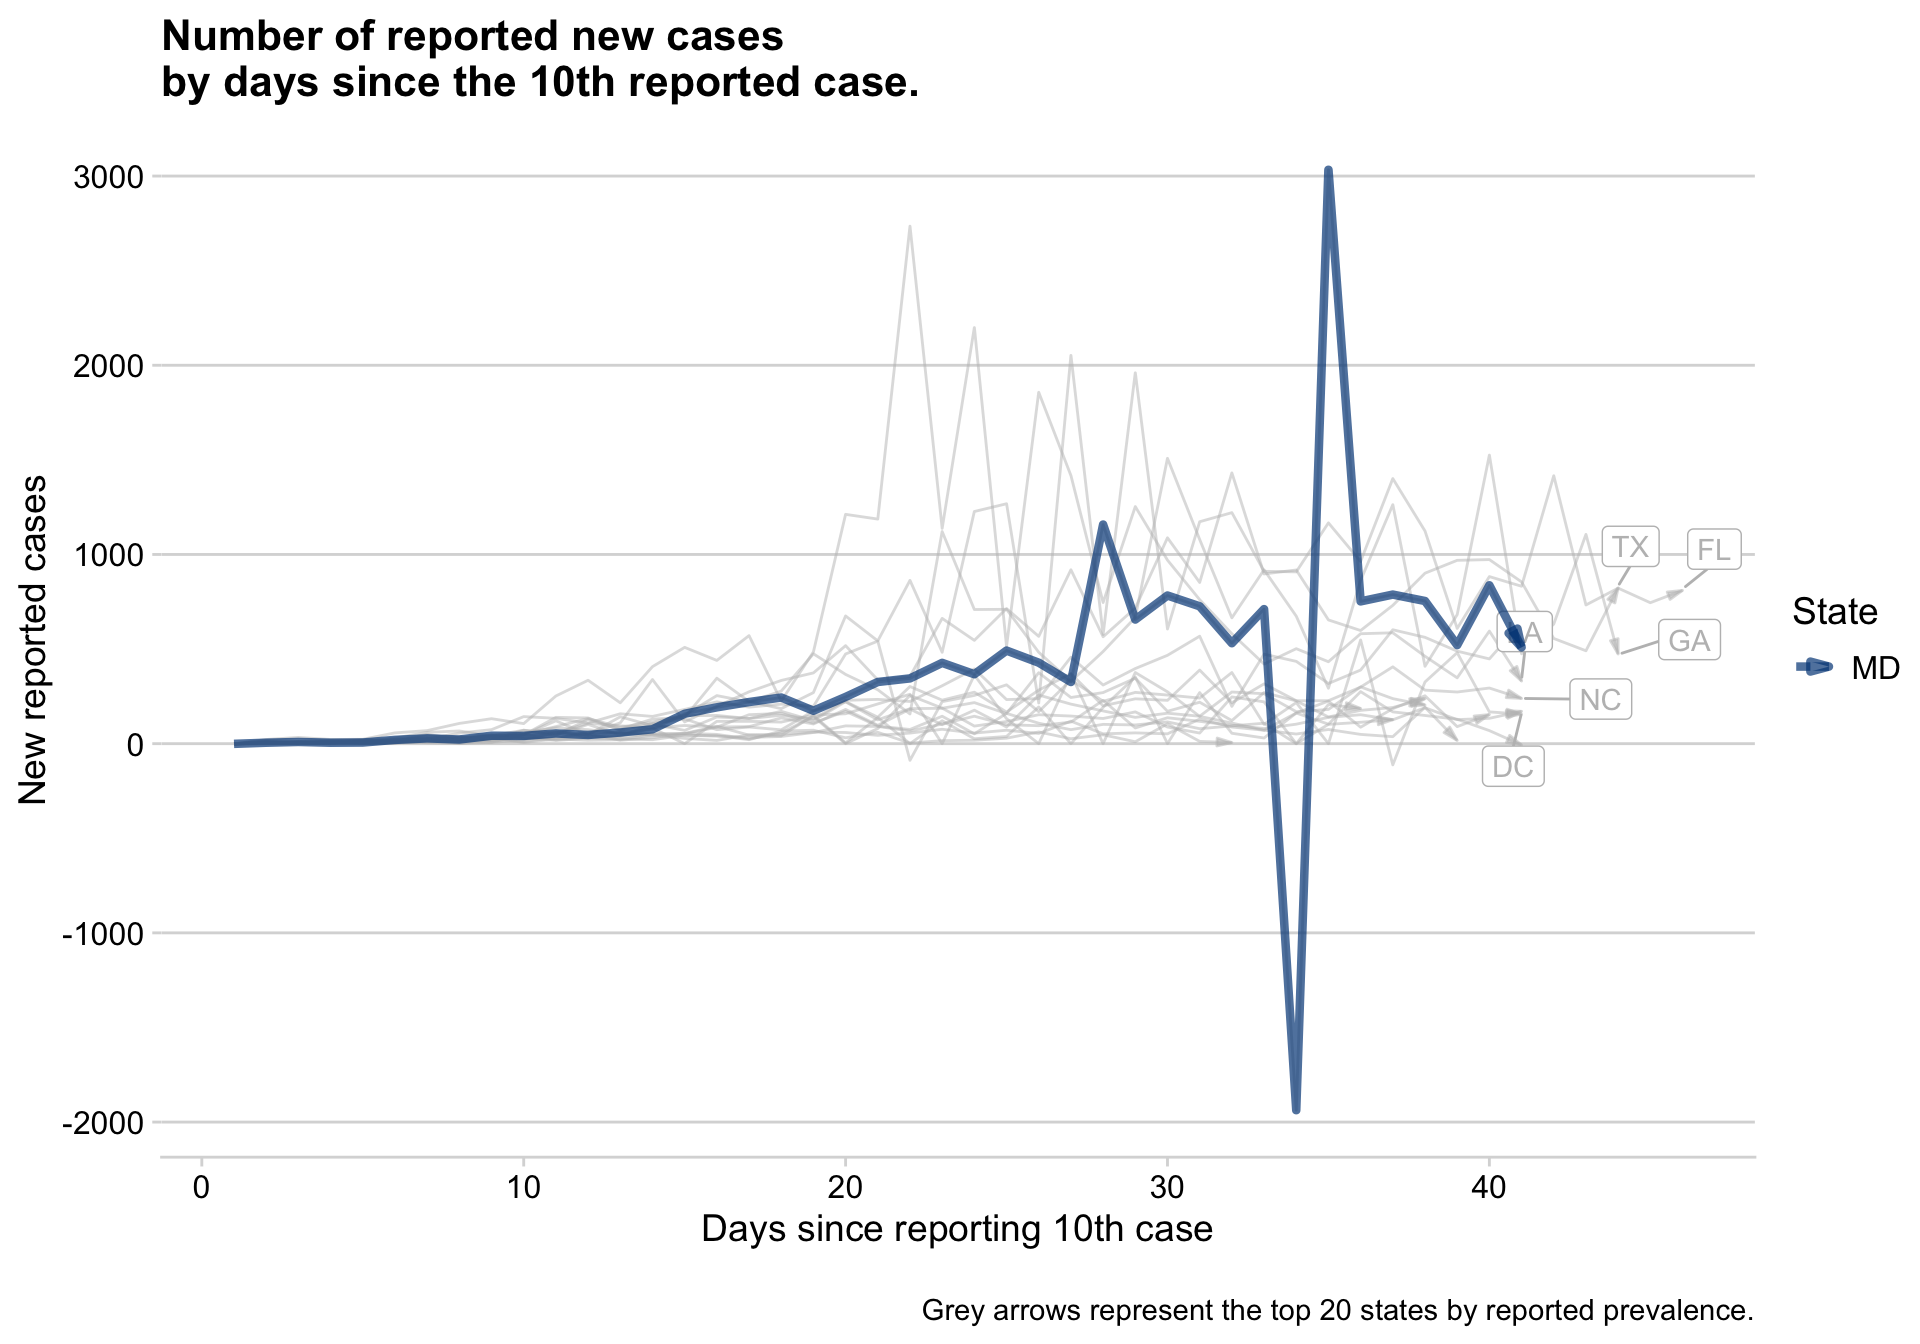 Number of reported new cases
by days since the 10th reported case.
New reported cases
3000
2000
1000
0
-1000
-2000
TX
FL
GA
NC
DC
State
MD
0
10
20
30
40
Days since reporting 10th case
Grey arrows represent the top 20 states by reported prevalence.